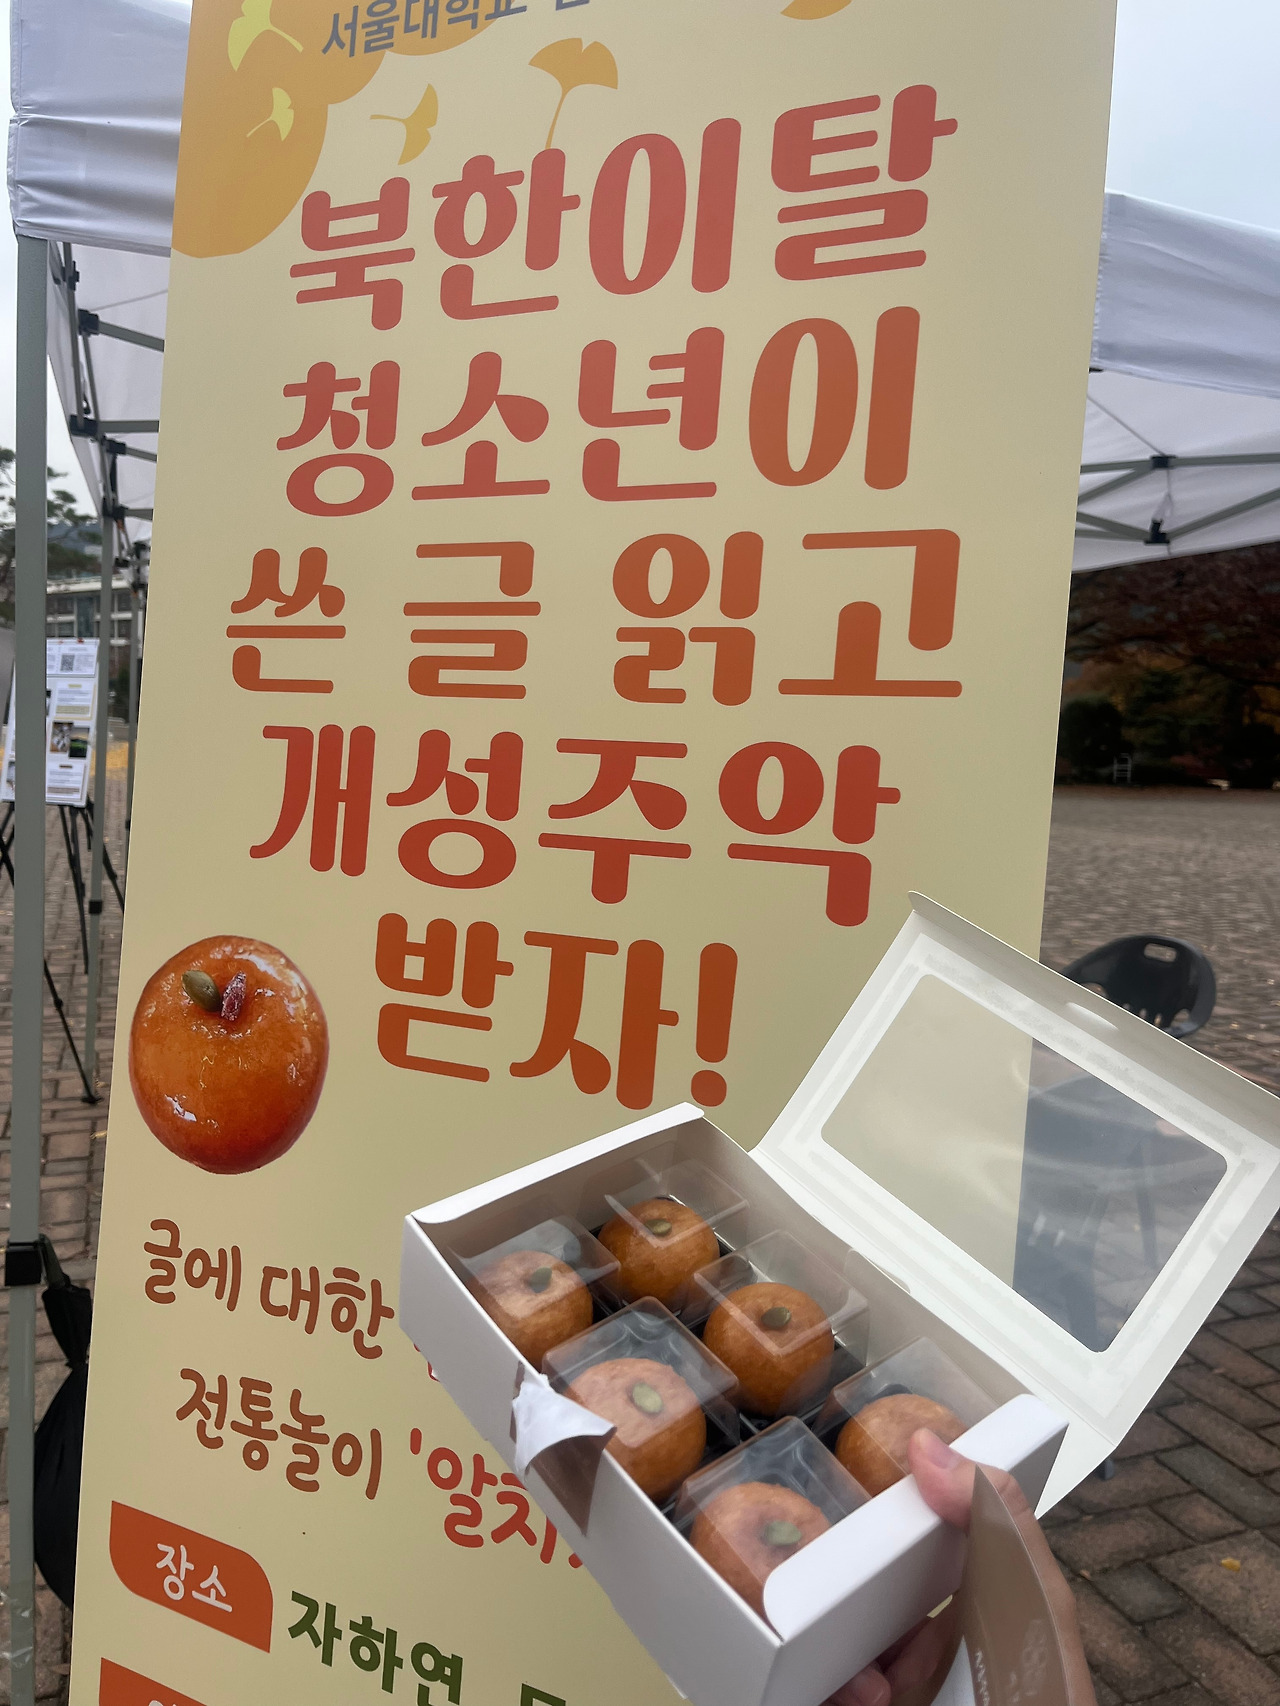 서울대학교
북한이탈
청소년이
쓴 글 읽고
개성주악
받자!
글에 대한
전통놀이 '알
장소
자하연